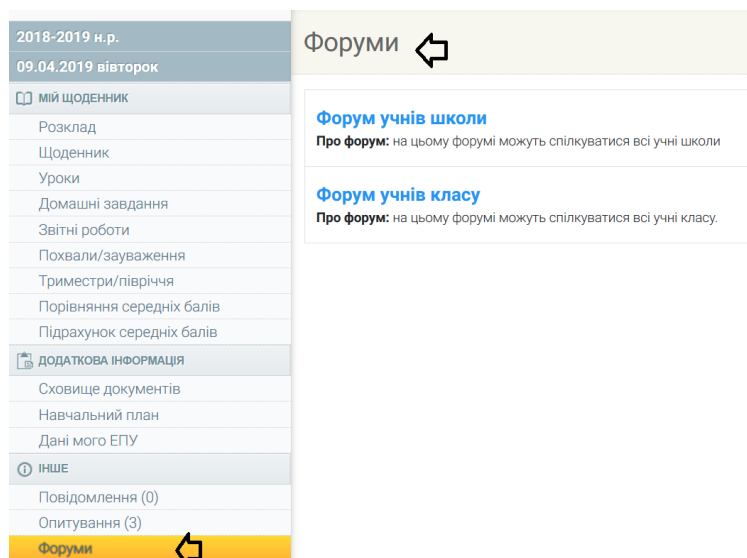 2018-2019 н.р.
09.04.2019 вівторок
МІЙ ЩОДЕННИК
Розклад
Щоденник
Уроки
Домашні завдання
Звітні роботи
Похвали/зауваження
Триместри/півріччя
Порівняння середніх балів
Підрахунок середніх балів
ДОДАТКОВА ІНФОРМАЦІЯ
Сховище документів
Навчальний план
Дані мого ЕПУ
ІНШЕ
Повідомлення (0)
Опитування (3)
Форуми
Форуми
Форум учнів школи
Про форум: на цьому форумі можуть спілкуватися всі учні школи
Форум учнів класу
Про форум: на цьому форумі можуть спілкуватися всі учні класу.